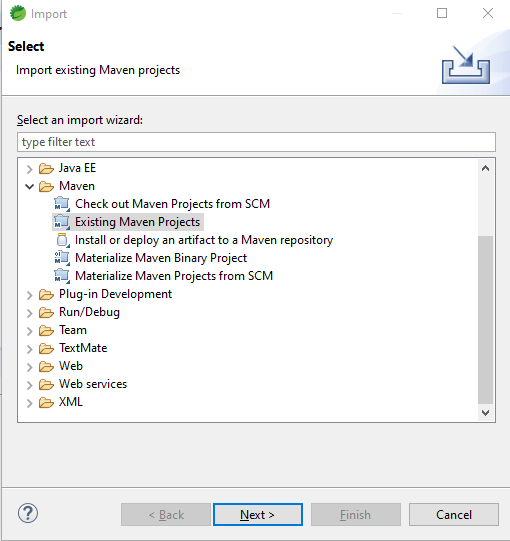 Import
Select
Import existing Maven projects
Select an import wizard:
type filter text
Java EE
Maven
Check out Maven Projects from SCM
Existing Maven Projects
Install or deploy an artifact to a Maven repository
Materialize Maven Binary Project
Materialize Maven Projects from SCM
Plug-in Development
Run/Debug
Team
TextMate
Web
Web services
XML
< Back
Next >
Finish
Cancel